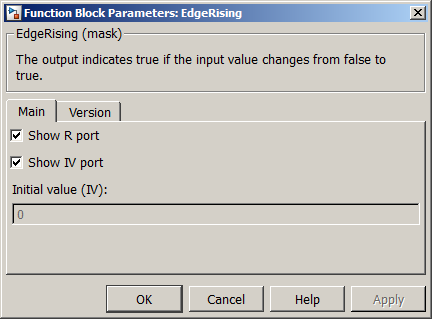 Function Block Parameters: EdgeRising
EdgeRising (mask)
The output indicates true if the input value changes from false to
true.
Main Version
Show R port
Show IV port
Initial value (IV):
0
OK Cancel Help Apply